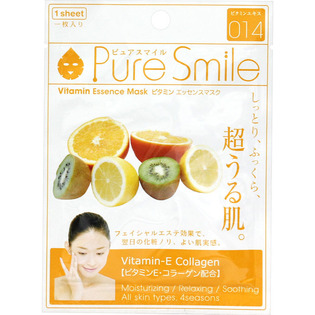 1 sheet
一枚入り
ビタミンエキス
014
ピュアスマイル
Pure Smile
Vitamin Essence Mask ビタミン エッセンスマスク
しっとり、ふっくら、
超うる肌。
フェイシャルエステ効果で、
翌日の化粧ノリ、よい肌実感。
Vitamin-E Collagen
【ビタミンE・コラーゲン配合】
Moisturizing / Relaxing / Soothing
All skin types, 4seasons